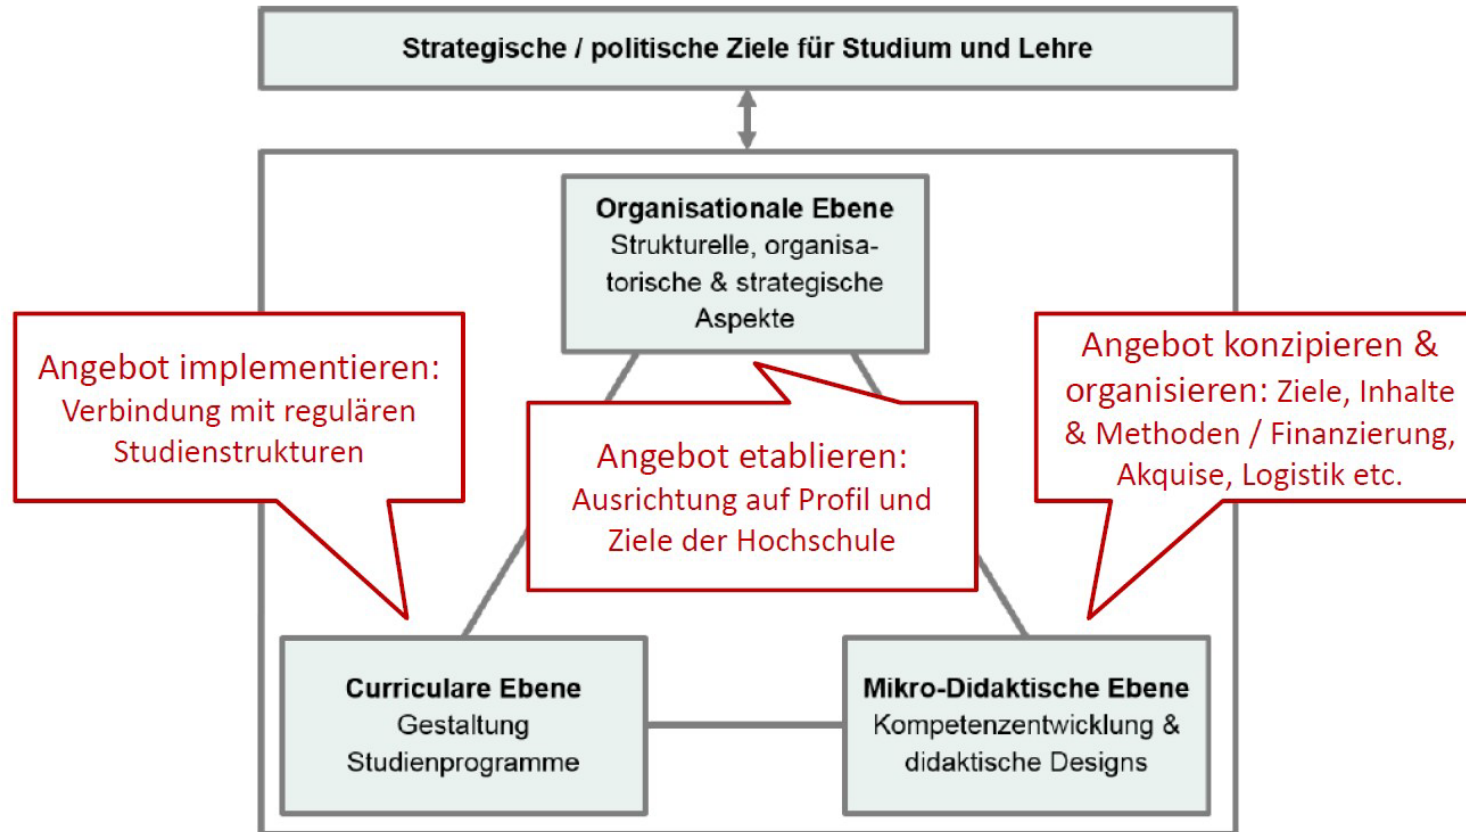 Strategische / politische Ziele für Studium und Lehre
Organisationale Ebene
Strukturelle, organisa-
torische & strategische
Aspekte
Angebot implementieren:
Verbindung mit regulären
Studienstrukturen
Angebot etablieren:
Ausrichtung auf Profil und
Ziele der Hochschule
Angebot konzipieren &
organisieren: Ziele, Inhalte
& Methoden / Finanzierung,
Akquise, Logistik etc.
Curriculare Ebene
Gestaltung
Studienprogramme
Mikro-Didaktische Ebene
Kompetenzentwicklung &
didaktische Designs